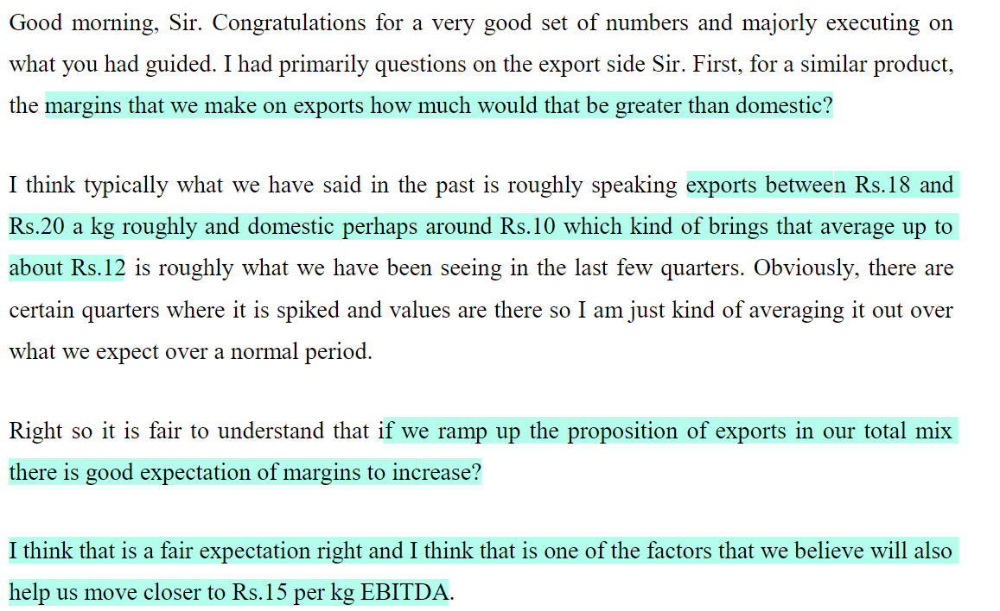 Good morning, Sir. Congratulations for a very good set of numbers and majorly executing on
what you had guided. I had primarily questions on the export side Sir. First, for a similar product,
the margins that we make on exports how much would that be greater than domestic?
I think typically what we have said in the past is roughly speaking exports between Rs.18 and
Rs.20 a kg roughly and domestic perhaps around Rs.10 which kind of brings that average up to
about Rs.12 is roughly what we have been seeing in the last few quarters. Obviously, there are
certain quarters where it is spiked and values are there so I am just kind of averaging it out over
what we expect over a normal period.
Right so it is fair to understand that if we ramp up the proposition of exports in our total mix
there is good expectation of margins to increase?
I think that is a fair expectation right and I think that is one of the factors that we believe will also
help us move closer to Rs.15 per kg EBITDA.